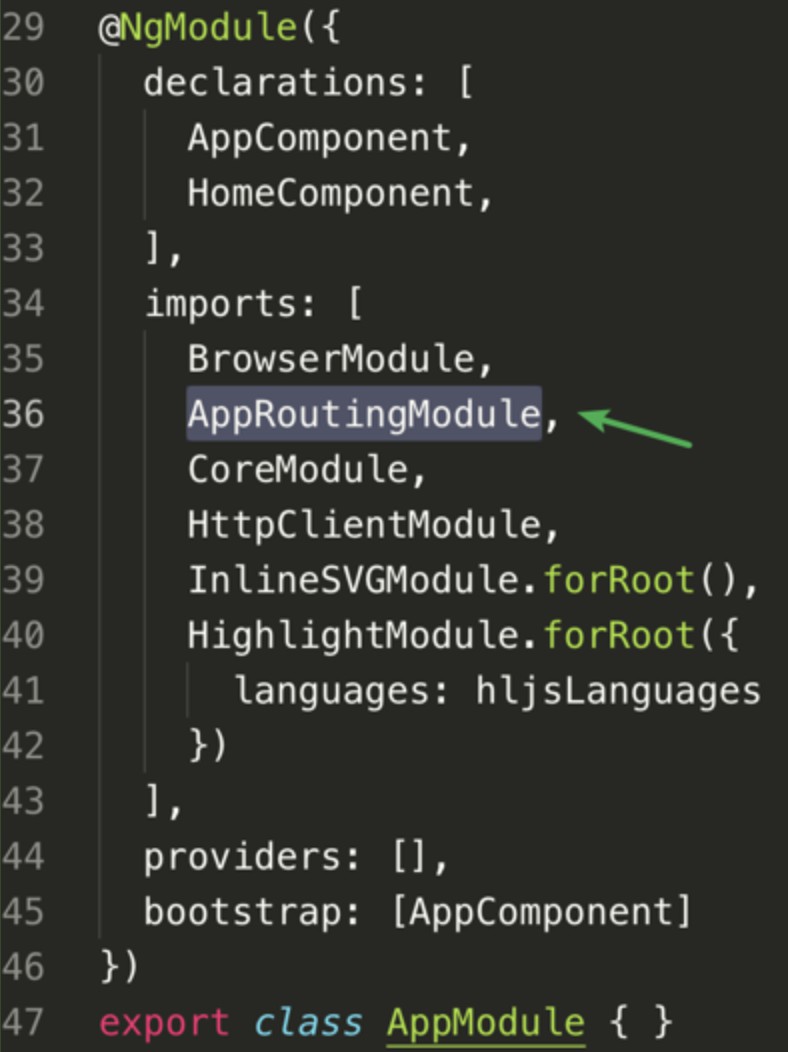 29 @NgModule({
30 declarations: [
31 AppComponent,
32 HomeComponent,
33 ],
34 imports: [
35 BrowserModule,
36 AppRoutingModule,
37 CoreModule,
38 HttpClientModule,
39 InlineSVGModule.forRoot(),
40 HighlightModule.forRoot({
41 languages: hljsLanguages
42 })
43 ],
44 providers: [],
45 bootstrap: [AppComponent]
46 })
47 export class AppModule { }